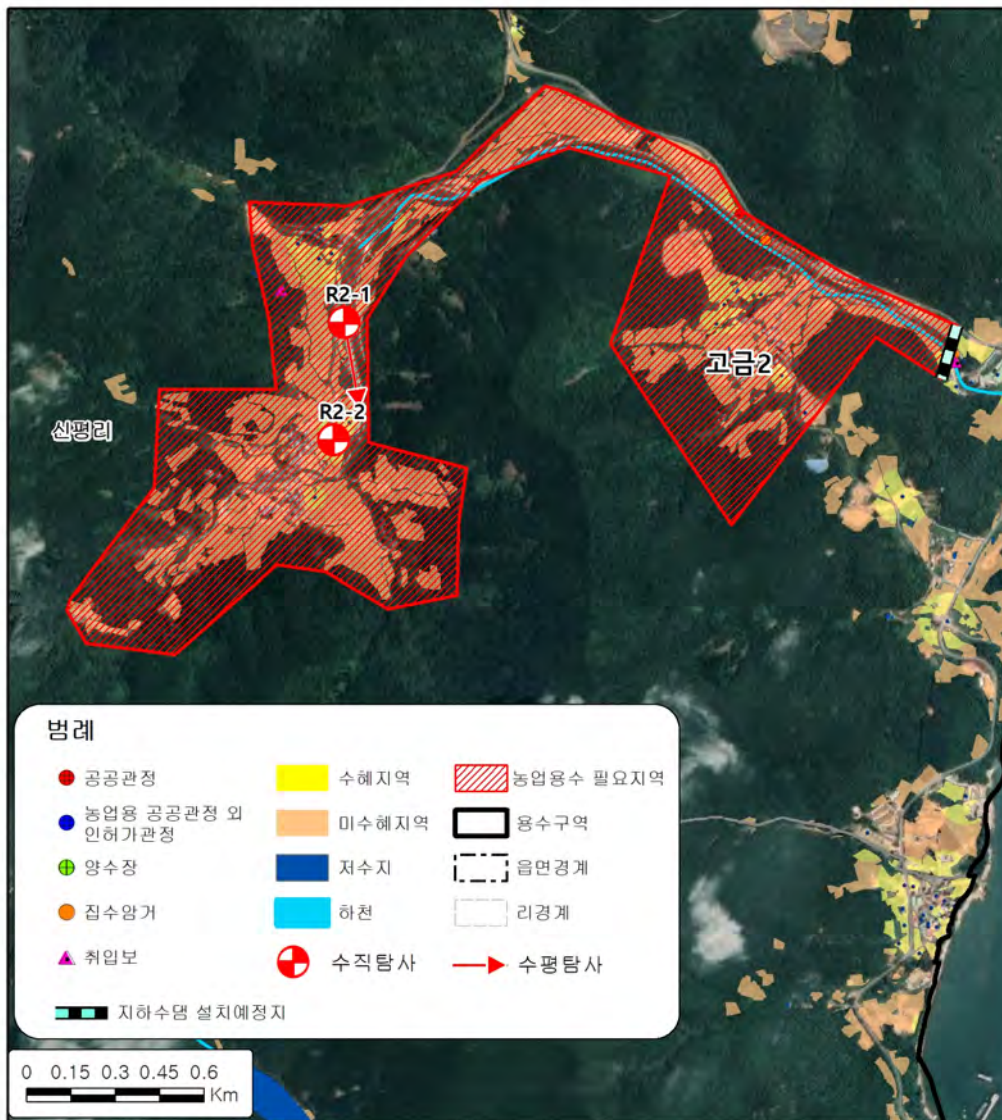 R2-1
고금2
R2-2
신평리
범례
공공관정
농업용 공공관정 외
인허가관정
양수장
집수암거
취입보
수혜지역
미수혜지역
저수지
하천
수직탐사
농업용수 필요지역
용수구역
읍면경계
리경계
수평탐사
지하수댐 설치예정지
0 0.15 0.3 0.45 0.6
Km